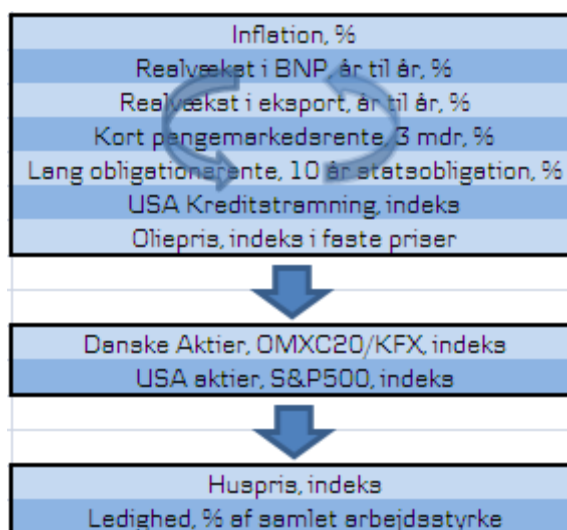 Inflation, %
Realvækst i BNP, år til år, %
Realvækst i eksport, år til år, %
Kort pengemarkedsrente, 3 mdr, %
Lang obligationsrente, 10 år statsobligation, %
USA Kreditstramning, indeks
Oliepris, indeks i faste priser
Danske Aktier, OMXC20/KFX, indeks
USA aktier, S&P500, indeks
Huspris, indeks
Ledighed, % af samlet arbejdsstyrke